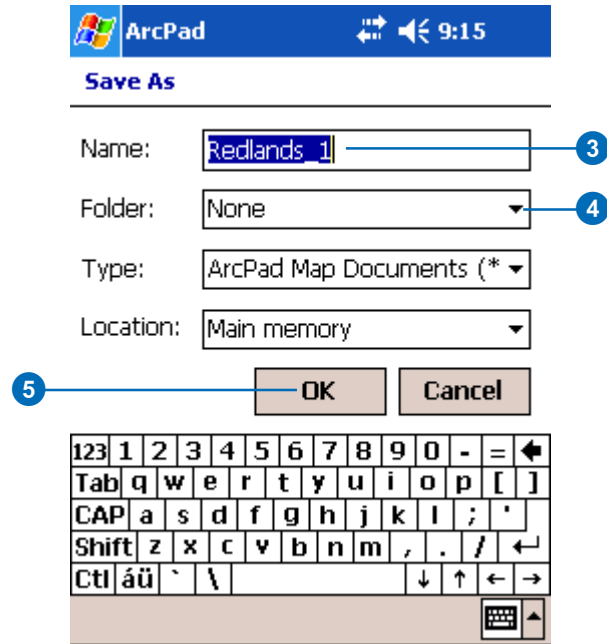 ArcPad 9:15
Save As
Name: Redlands_1 3
Folder: None 4
Type: ArcPad Map Documents (*
Location: Main memory
5 OK Cancel
123 1 2 3 4 5 6 7 8 9 0 - =
Tab q w e r t y u i o p [ ]
CAP a s d f g h j k l ; '
Shift z x c v b n m , . /
Ctl áü ` \